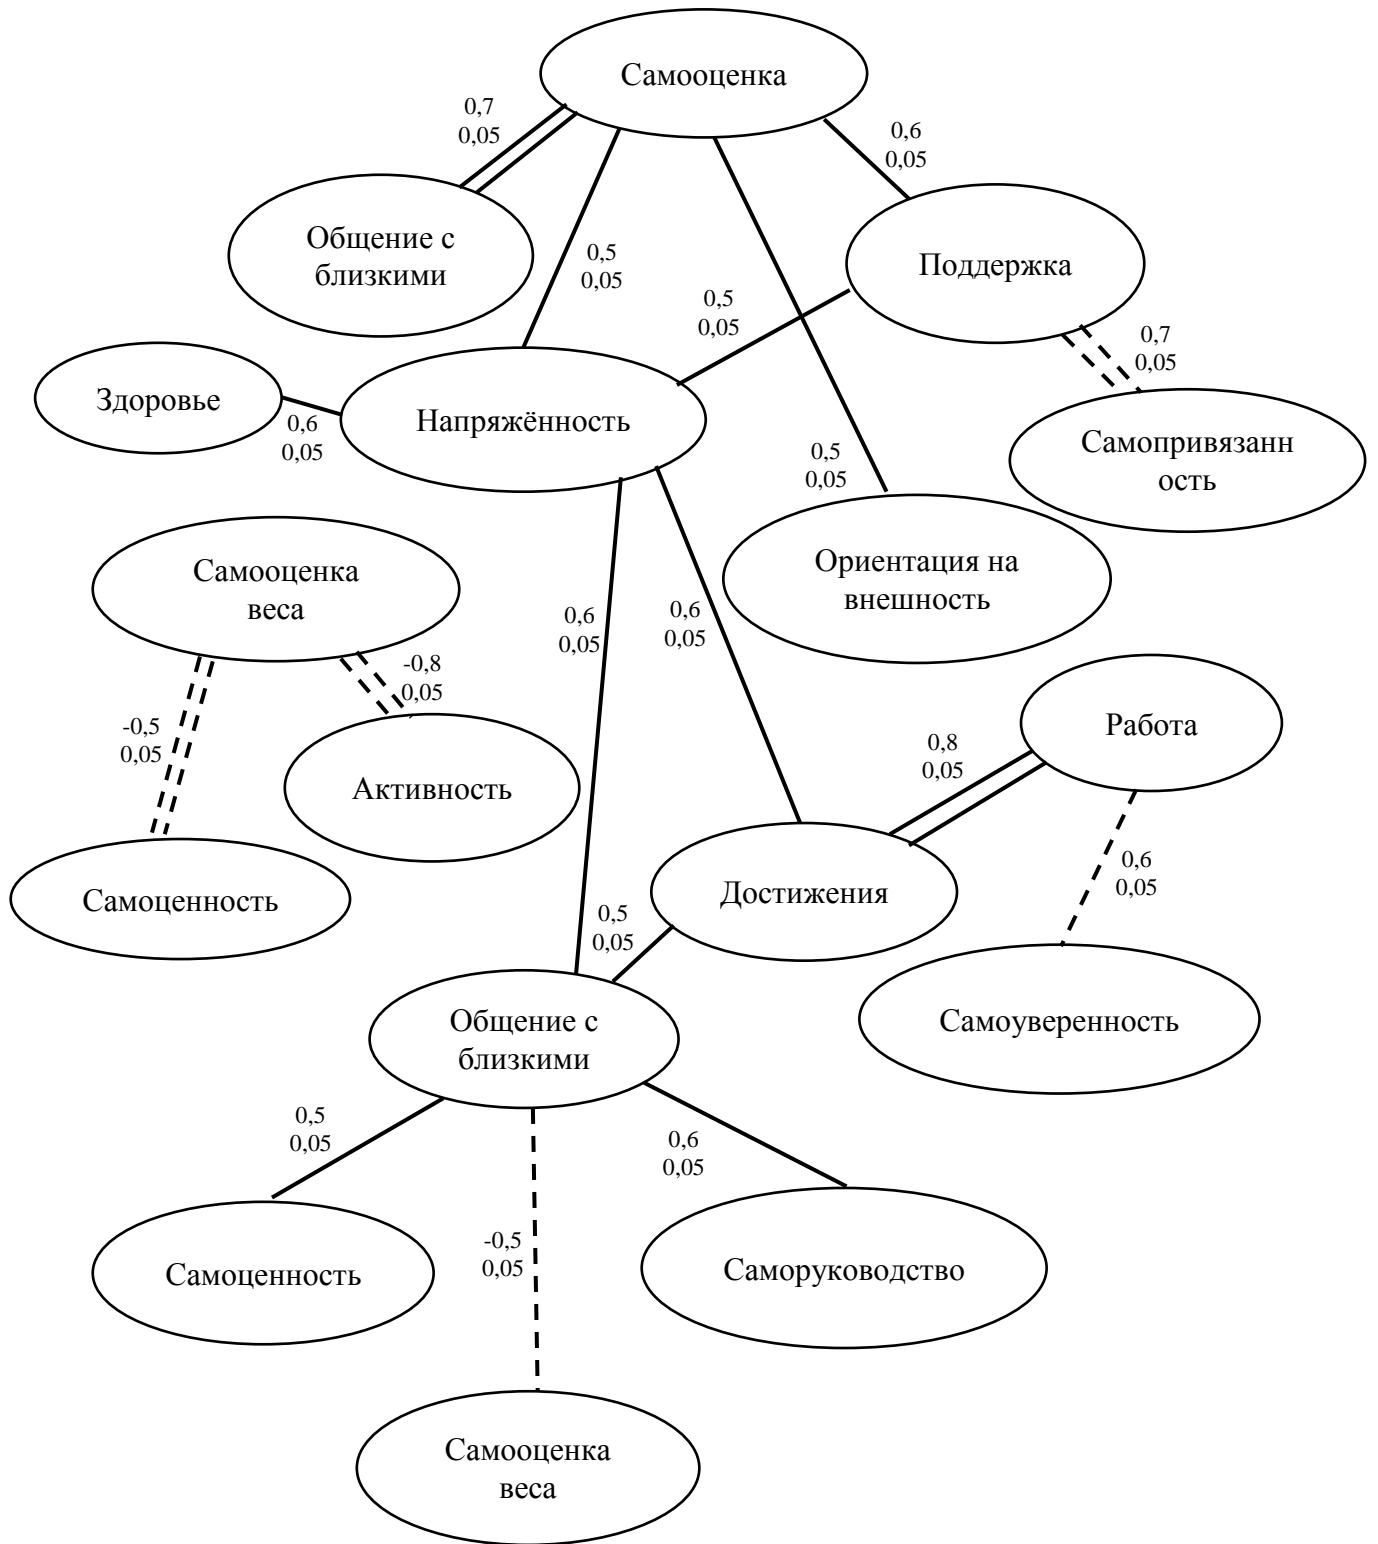 Самооценка
0,7
0,05
0,6
0,05
Общение с
близкими
0,5
0,05
Поддержка
0,5
0,05
0,7
0,05
Здоровье
0,6
0,05
Напряжённость
0,5
0,05
Самопривязанн
ость
Ориентация на
внешность
Самооценка
веса
0,6
0,05
0,6
0,05
-0,8
0,05
-0,5
0,05
Активность
Работа
0,8
0,05
0,6
0,05
Самоценность
Достижения
0,5
0,05
Общение с
близкими
Самоуверенность
0,5
0,05
0,6
0,05
-0,5
0,05
Самоценность
Саморуководство
Самооценка
веса